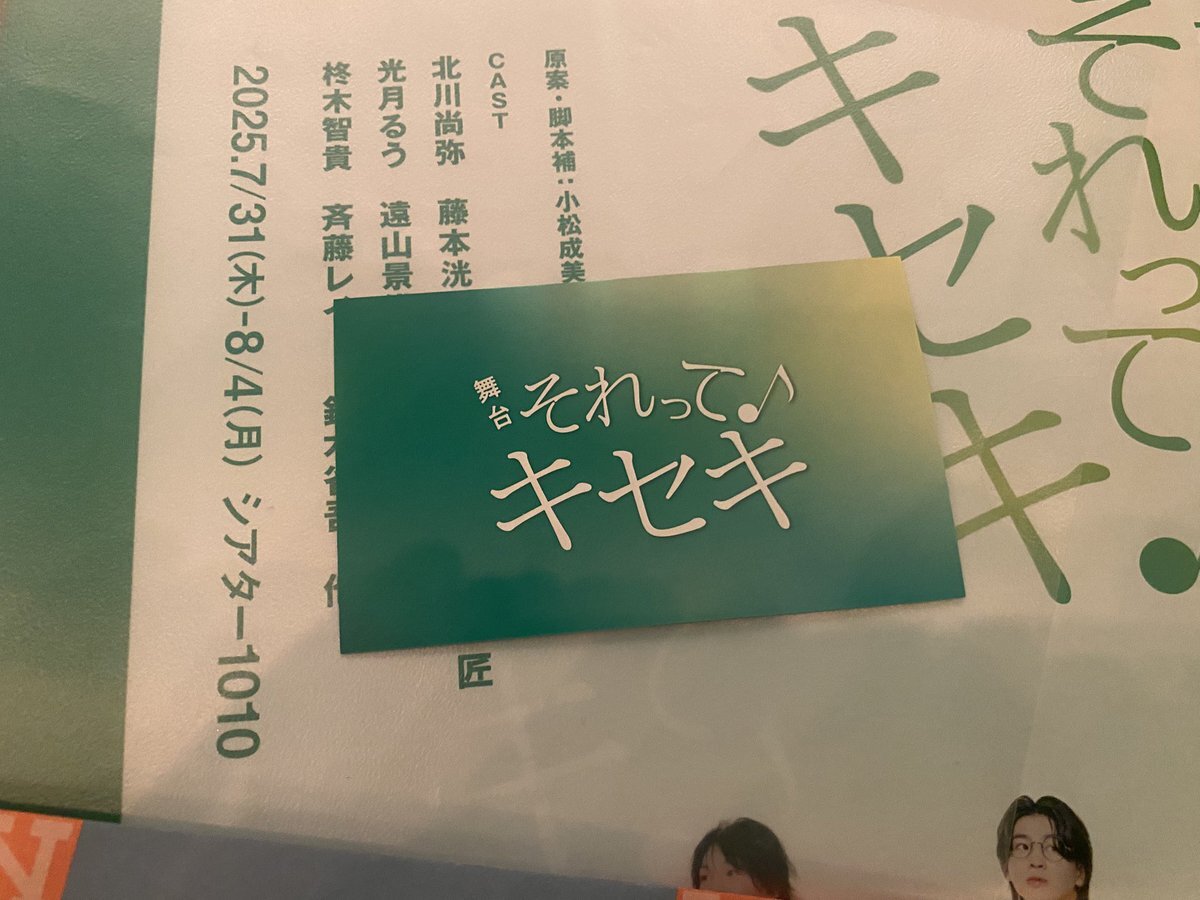 それって
キセキ
原案・脚本補：小松成美
CAST
北川尚弥　藤本洸
匠
光月るう　遠山景
柊木智貴　斉藤レイ
2025.7/31(木)-8/4(月) シアター1010
舞台
それって♪
キセキ
N